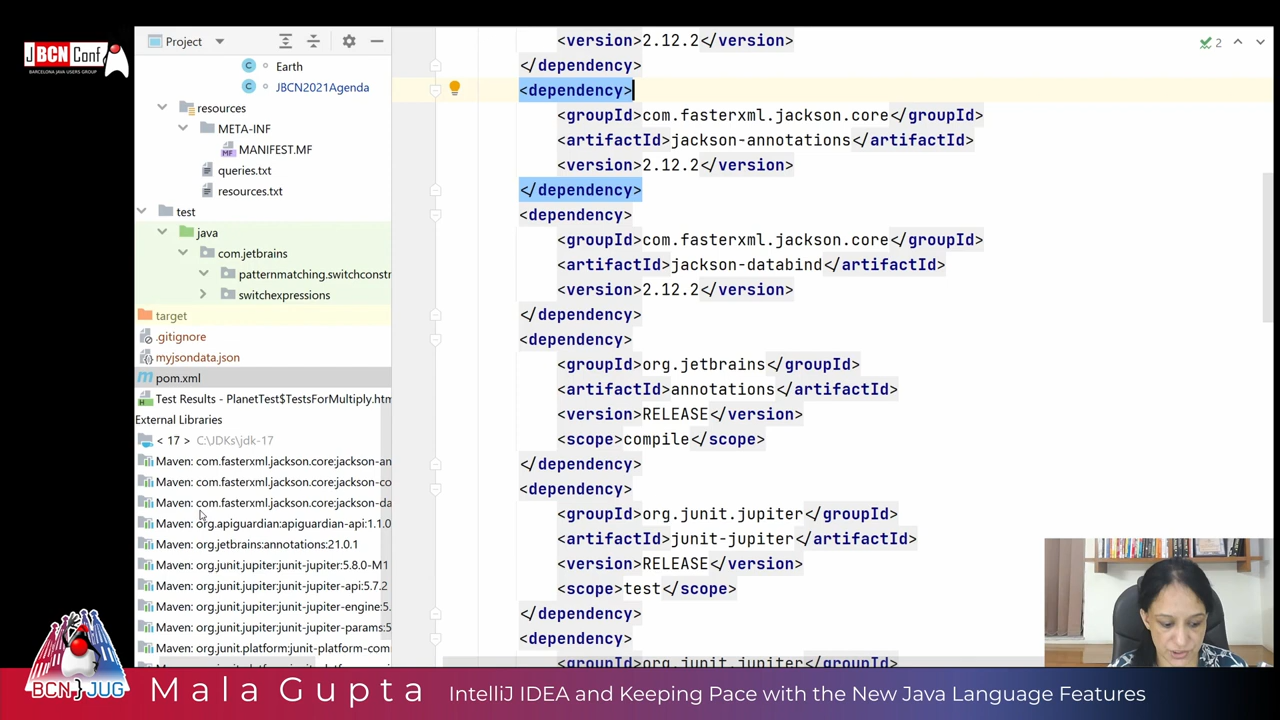 JBCNConf
BARCELONA JAVA USERS GROUP
Project
Earth
JBCN2021Agenda
resources
META-INF
MANIFEST.MF
queries.txt
resources.txt
test
java
com.jetbrains
patternmatching.switchconstr
switchexpressions
target
.gitignore
myjsondata.json
pom.xml
Test Results - PlanetTest$TestsForMultiply.htm
External Libraries
< 17 > C:\JDKs\jdk-17
Maven: com.fasterxml.jackson.core:jackson-an
Maven: com.fasterxml.jackson.core:jackson-co
Maven: com.fasterxml.jackson.core:jackson-da
Maven: org.apiguardian:apiguardian-api:1.1.0
Maven: org.jetbrains:annotations:21.0.1
Maven: org.junit.jupiter:junit-jupiter:5.8.0-M1
Maven: org.junit.jupiter:junit-jupiter-api:5.7.2
Maven: org.junit.jupiter:junit-jupiter-engine:5.
Maven: org.junit.jupiter:junit-jupiter-params:5
Maven: org.junit.platform:junit-platform-com
<version>2.12.2</version>
</dependency>
<dependency>
<groupId>com.fasterxml.jackson.core</groupId>
<artifactId>jackson-annotations</artifactId>
<version>2.12.2</version>
</dependency>
<dependency>
<groupId>com.fasterxml.jackson.core</groupId>
<artifactId>jackson-databind</artifactId>
<version>2.12.2</version>
</dependency>
<dependency>
<groupId>org.jetbrains</groupId>
<artifactId>annotations</artifactId>
<version>RELEASE</version>
<scope>compile</scope>
</dependency>
<dependency>
<groupId>org.junit.jupiter</groupId>
<artifactId>junit-jupiter</artifactId>
<version>RELEASE</version>
<scope>test</scope>
</dependency>
<dependency>
<groupId>org.junit.jupiter</groupId>
2
BCN}JUG
Mala Gupta
IntelliJ IDEA and Keeping Pace with the New Java Language Features